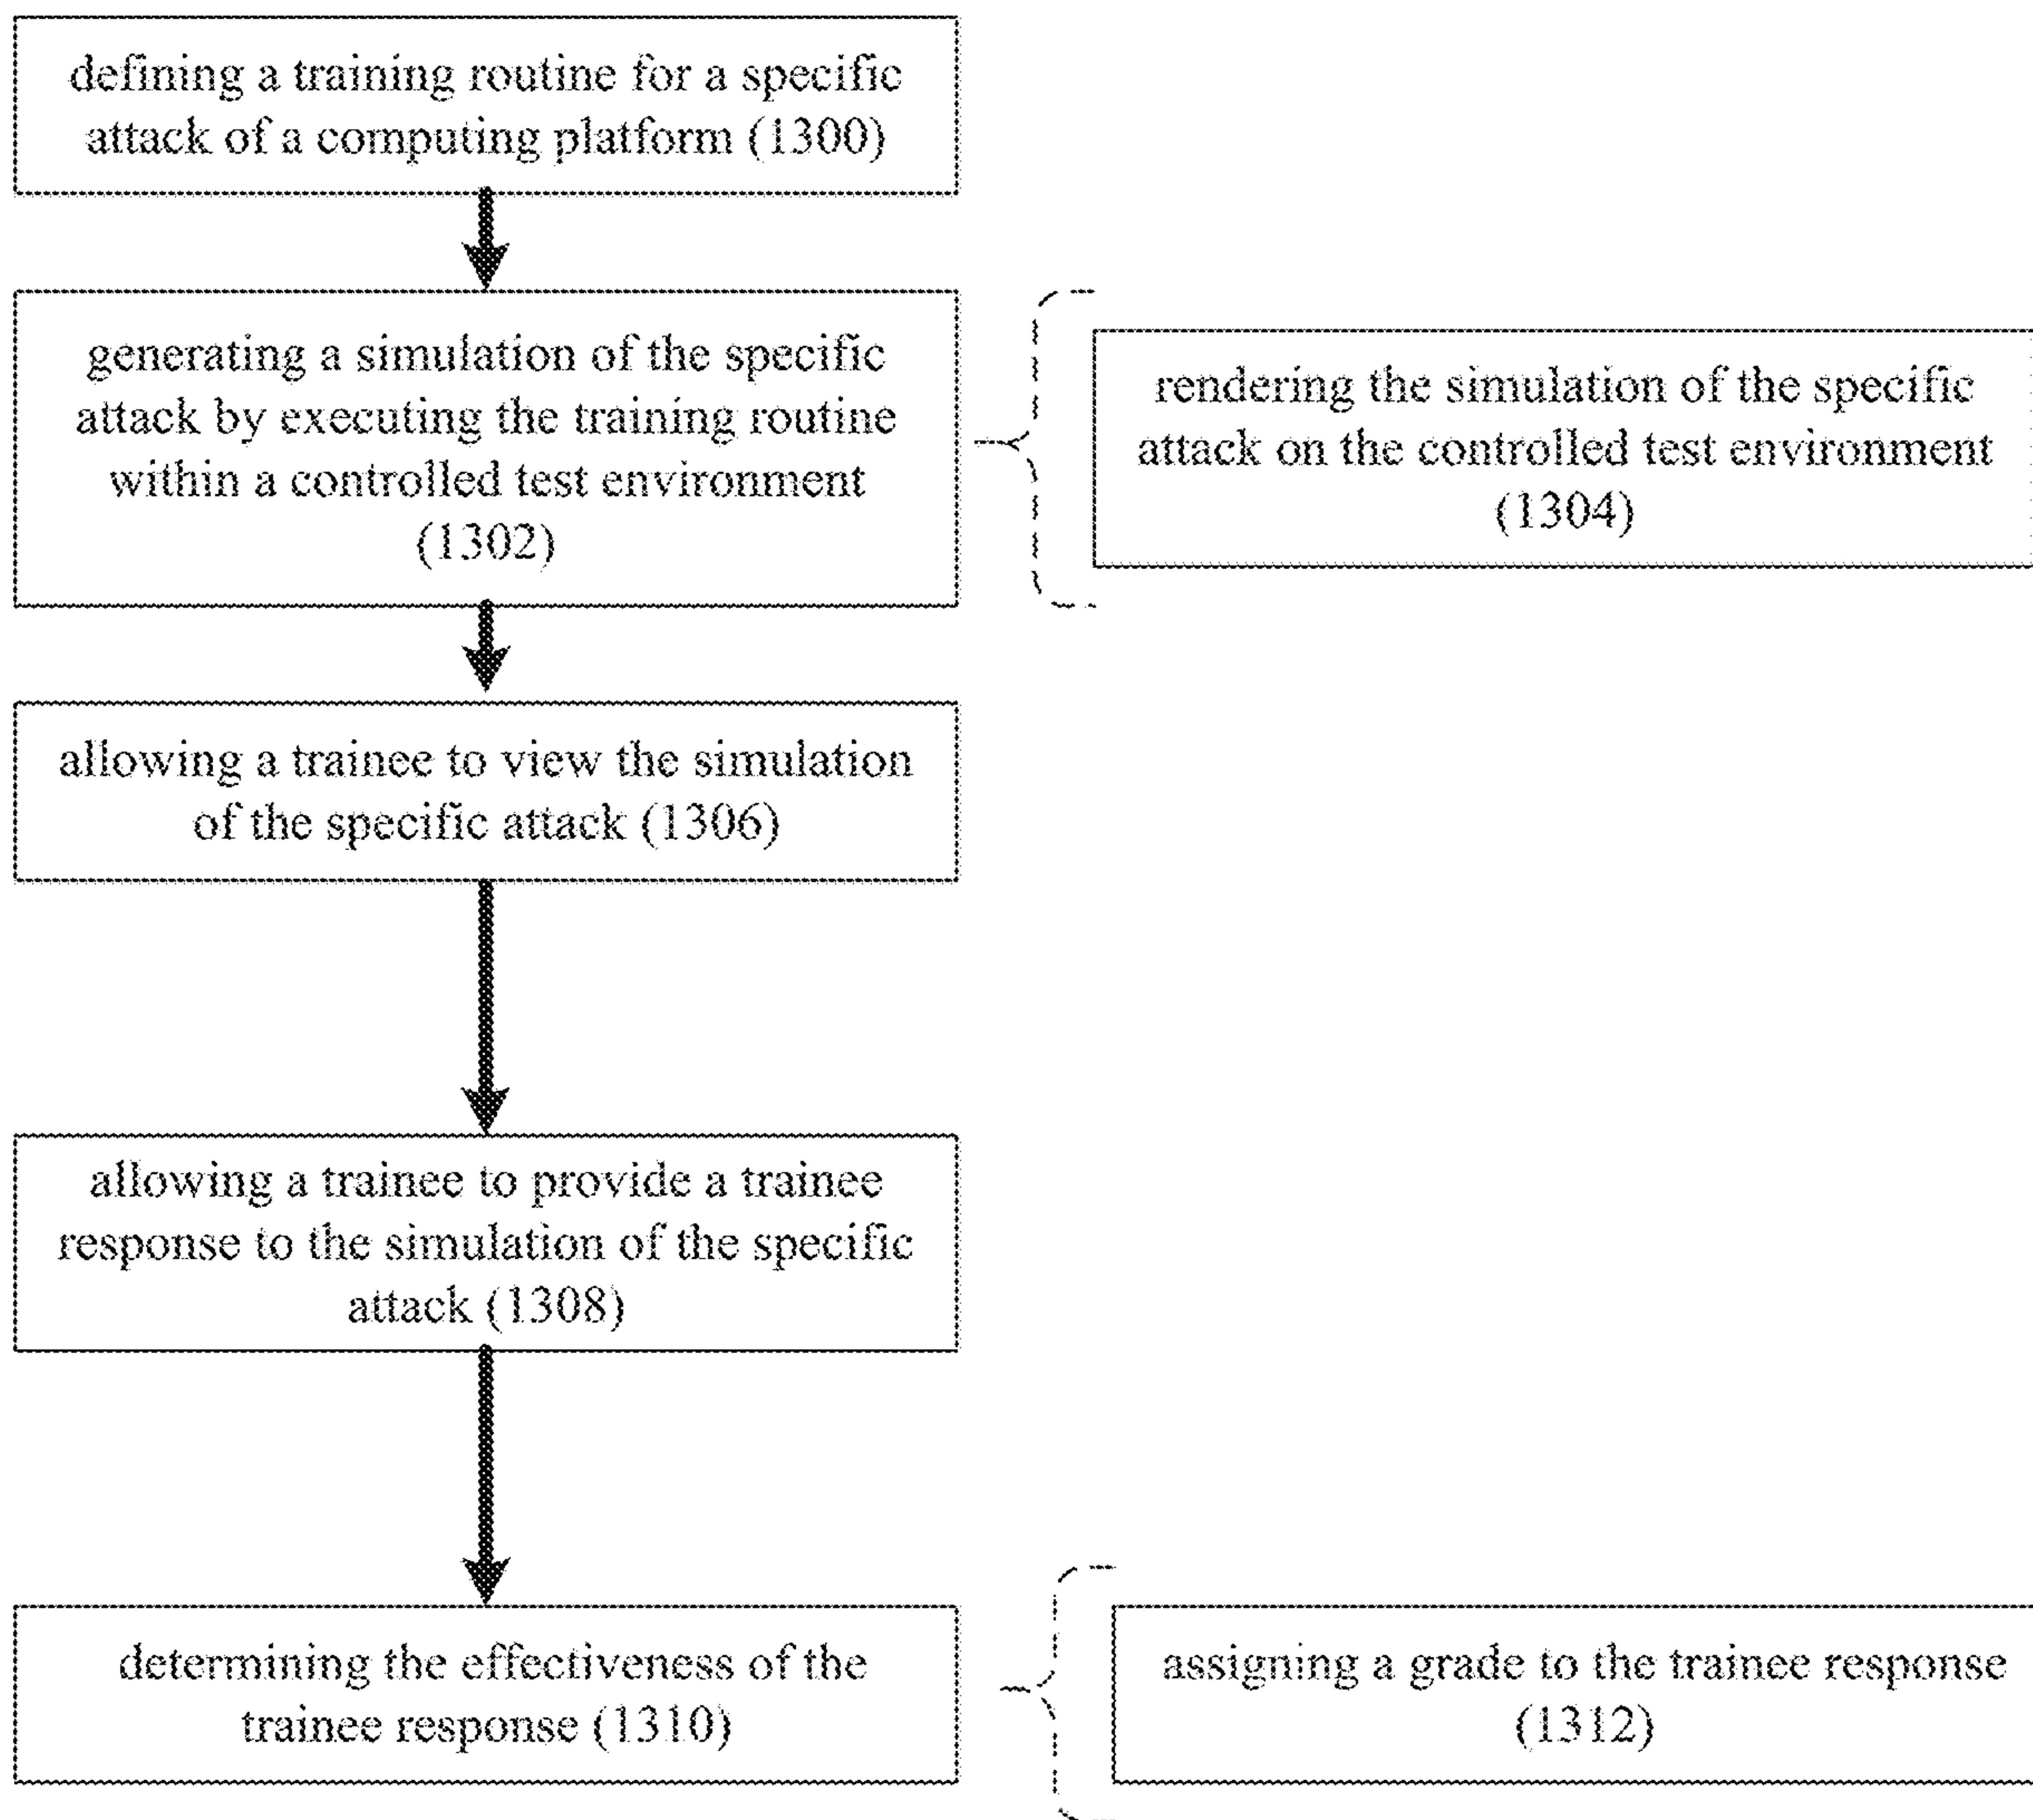 defining a training routine for a specific
attack of a computing platform (1300)
generating a simulation of the specific
attack by executing the training routine
within a controlled test environment
(1302)
rendering the simulation of the specific
attack on the controlled test environment
(1304)
allowing a trainee to view the simulation
of the specific attack (1306)
allowing a trainee to provide a trainee
response to the simulation of the specific
attack (1308)
determining the effectiveness of the
trainee response (1310)
assigning a grade to the trainee response
(1312)